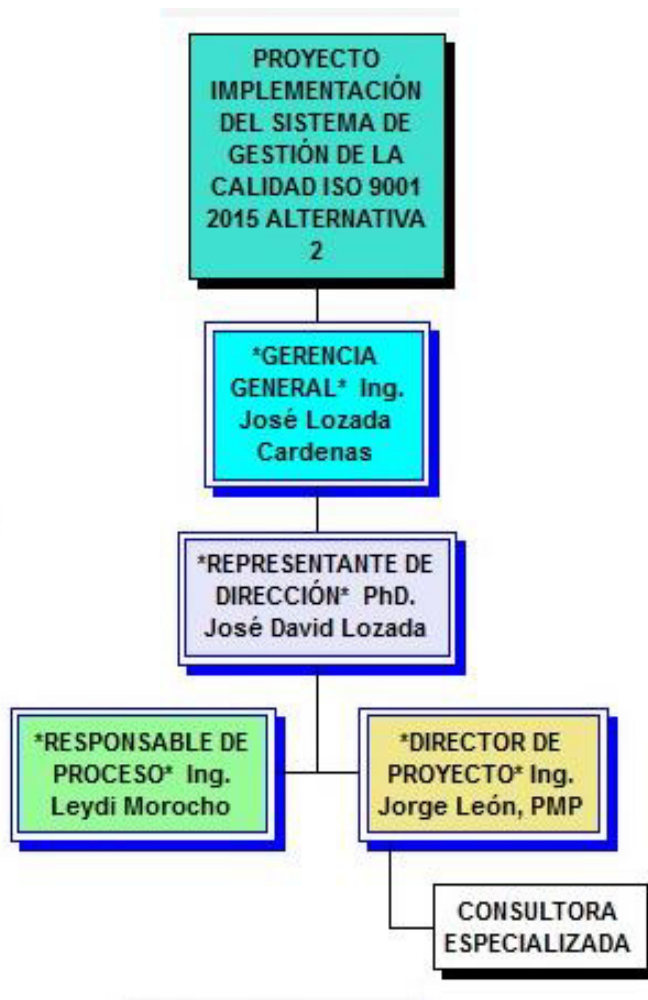 PROYECTO
IMPLEMENTACIÓN
DEL SISTEMA DE
GESTIÓN DE LA
CALIDAD ISO 9001
2015 ALTERNATIVA
2
*GERENCIA
GENERAL* Ing.
José Lozada
Cardenas
*REPRESENTANTE DE
DIRECCIÓN* PhD.
José David Lozada
*RESPONSABLE DE
PROCESO* Ing.
Leydi Morocho
*DIRECTOR DE
PROYECTO* Ing.
Jorge León, PMP
CONSULTORA
ESPECIALIZADA